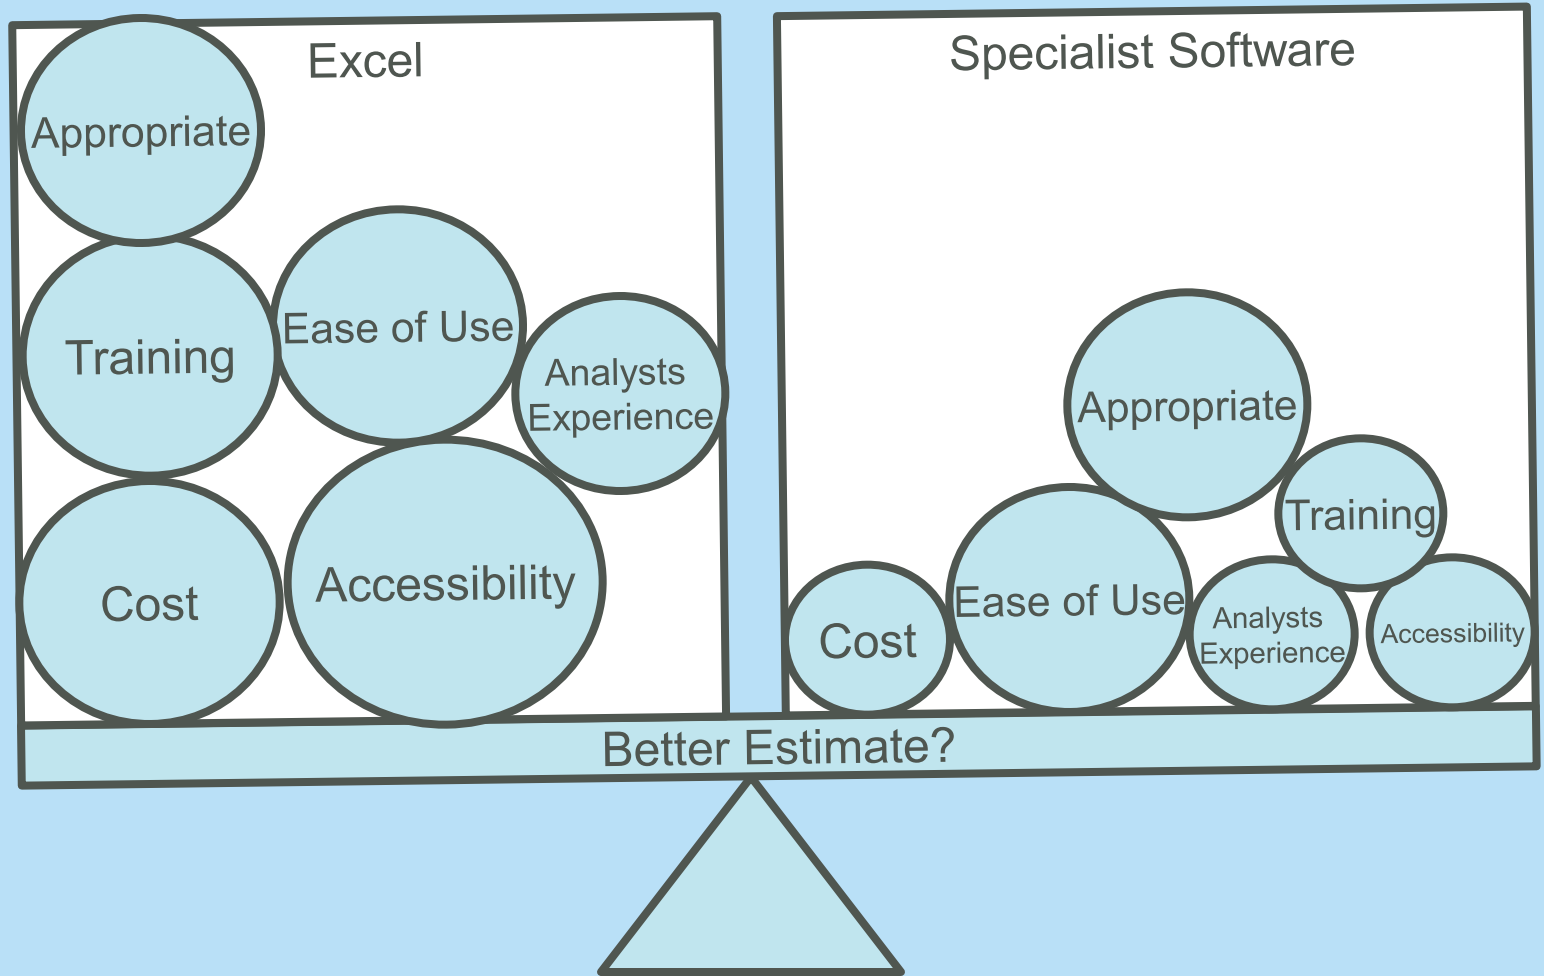 Excel
Appropriate
Training
Ease of Use
Analysts
Experience
Cost
Accessibility
Specialist Software
Appropriate
Training
Cost
Ease of Use
Analysts
Experience
Accessibility
Better Estimate?